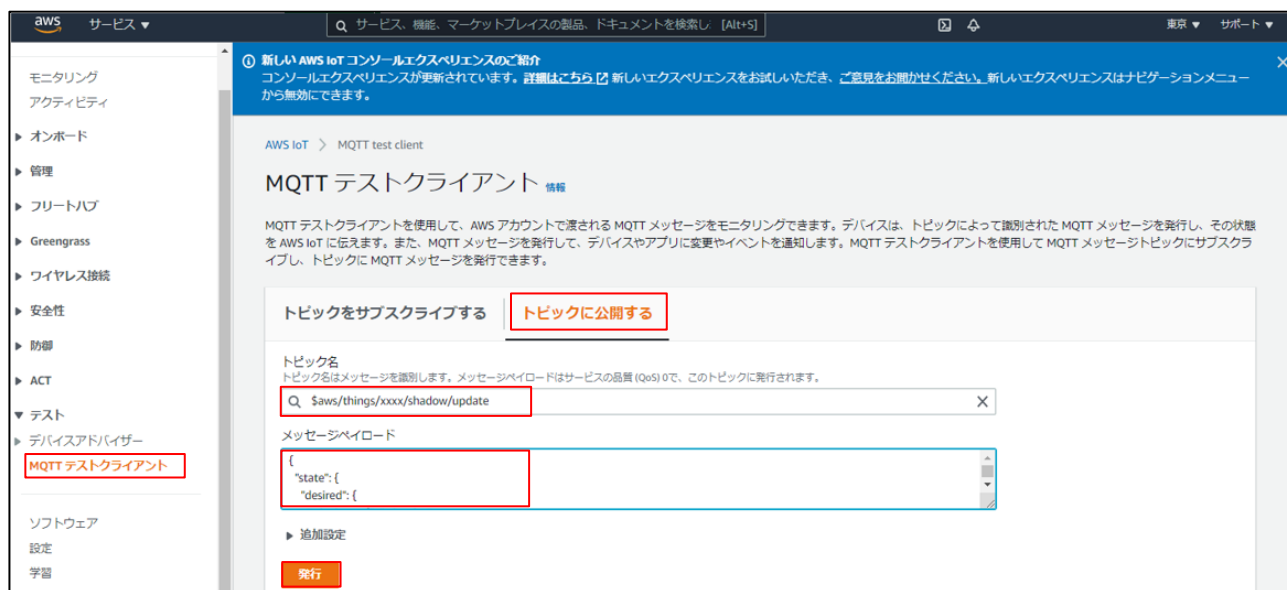 aws サービス ▼ サービス、機能、マーケットプレイスの製品、ドキュメントを検索し [Alt+S] 東京 ▼ サポート ▼
モニタリング
アクティビティ
オンボード
管理
フリートハブ
Greengrass
ワイヤレス接続
安全性
防御
ACT
テスト
デバイスアドバイザー
MQTT テストクライアント
ソフトウェア
設定
学習
新しい AWS IoT コンソールエクスペリエンスのご紹介
コンソールエクスペリエンスが更新されています。詳細はこちら 新しいエクスペリエンスをお試しいただき、ご意見をお聞かせください。新しいエクスペリエンスはナビゲーションメニュー
から無効にできます。
AWS IoT > MQTT test client
MQTT テストクライアント 情報
MQTT テストクライアントを使用して、AWS アカウントで渡される MQTT メッセージをモニタリングできます。デバイスは、トピックによって識別された MQTT メッセージを発行し、その状態
を AWS IoT に伝えます。また、MQTT メッセージを発行して、デバイスやアプリに変更やイベントを通知します。MQTT テストクライアントを使用して MQTT メッセージトピックにサブスクラ
イブし、トピックに MQTT メッセージを発行できます。
トピックをサブスクライブする トピックに公開する
トピック名
トピック名はメッセージを識別します。メッセージペイロードはサービスの品質 (QoS) 0で、このトピックに発行されます。
$aws/things/xxxx/shadow/update
メッセージペイロード
{
"state": {
"desired": {
追加設定
発行